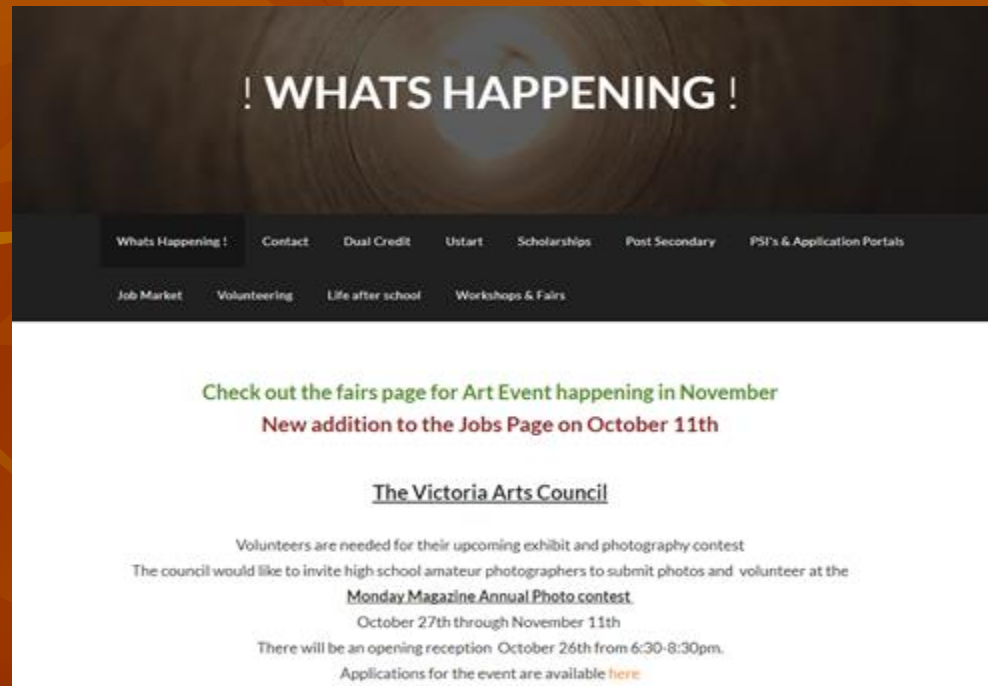 ! WHATS HAPPENING !
Whats Happening ! Contact Dual Credit Ustart Scholarships Post Secondary PSI's & Application Portals
Job Market Volunteering Life after school Workshops & Fairs
Check out the fairs page for Art Event happening in November
New addition to the Jobs Page on October 11th
The Victoria Arts Council
Volunteers are needed for their upcoming exhibit and photography contest
The council would like to invite high school amateur photographers to submit photos and volunteer at the
Monday Magazine Annual Photo contest
October 27th through November 11th
There will be an opening reception October 26th from 6:30-8:30pm.
Applications for the event are available here